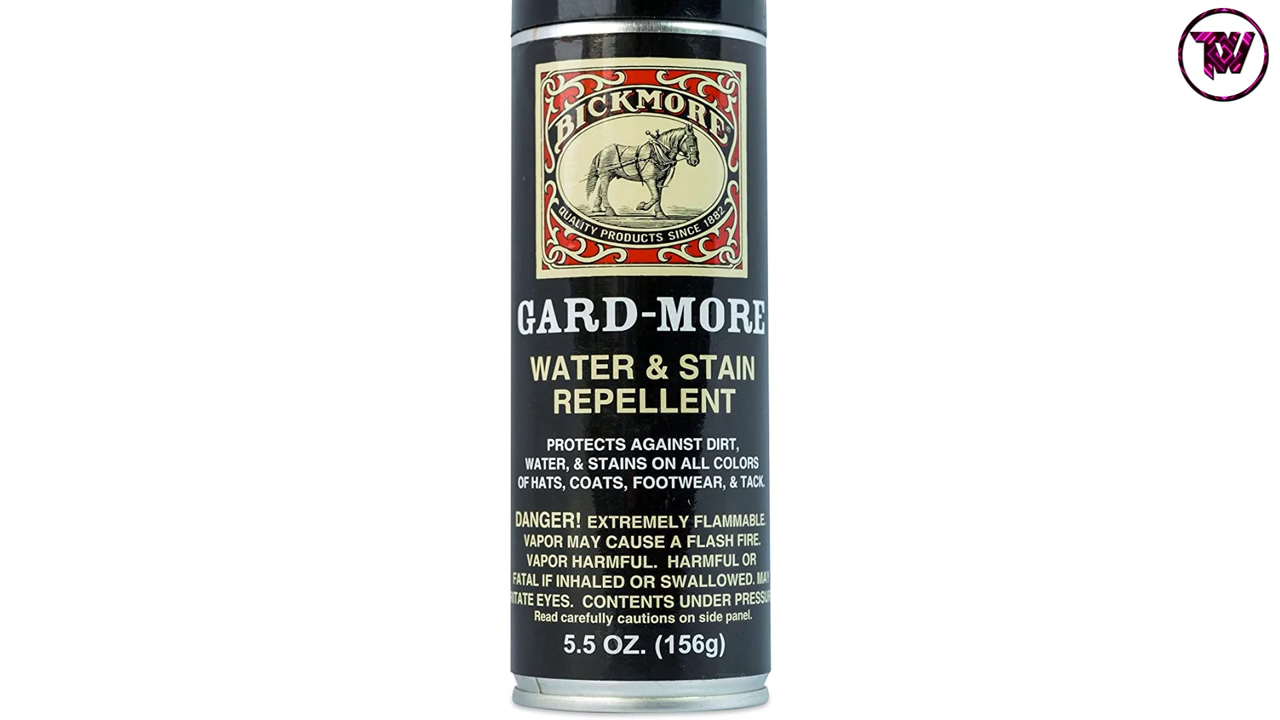 BICKMORE
QUALITY PRODUCTS SINCE 1882
GARD-MORE
WATER & STAIN
REPELLENT
PROTECTS AGAINST DIRT,
WATER, & STAINS ON ALL COLORS
OF HATS, COATS, FOOTWEAR, & TACK.
DANGER! EXTREMELY FLAMMABLE.
VAPOR MAY CAUSE A FLASH FIRE.
VAPOR HARMFUL. HARMFUL OR
FATAL IF INHALED OR SWALLOWED. MAY
EYES. CONTENTS UNDER
Read carefully cautions on side panel.
5.5 OZ. (156g)
TW